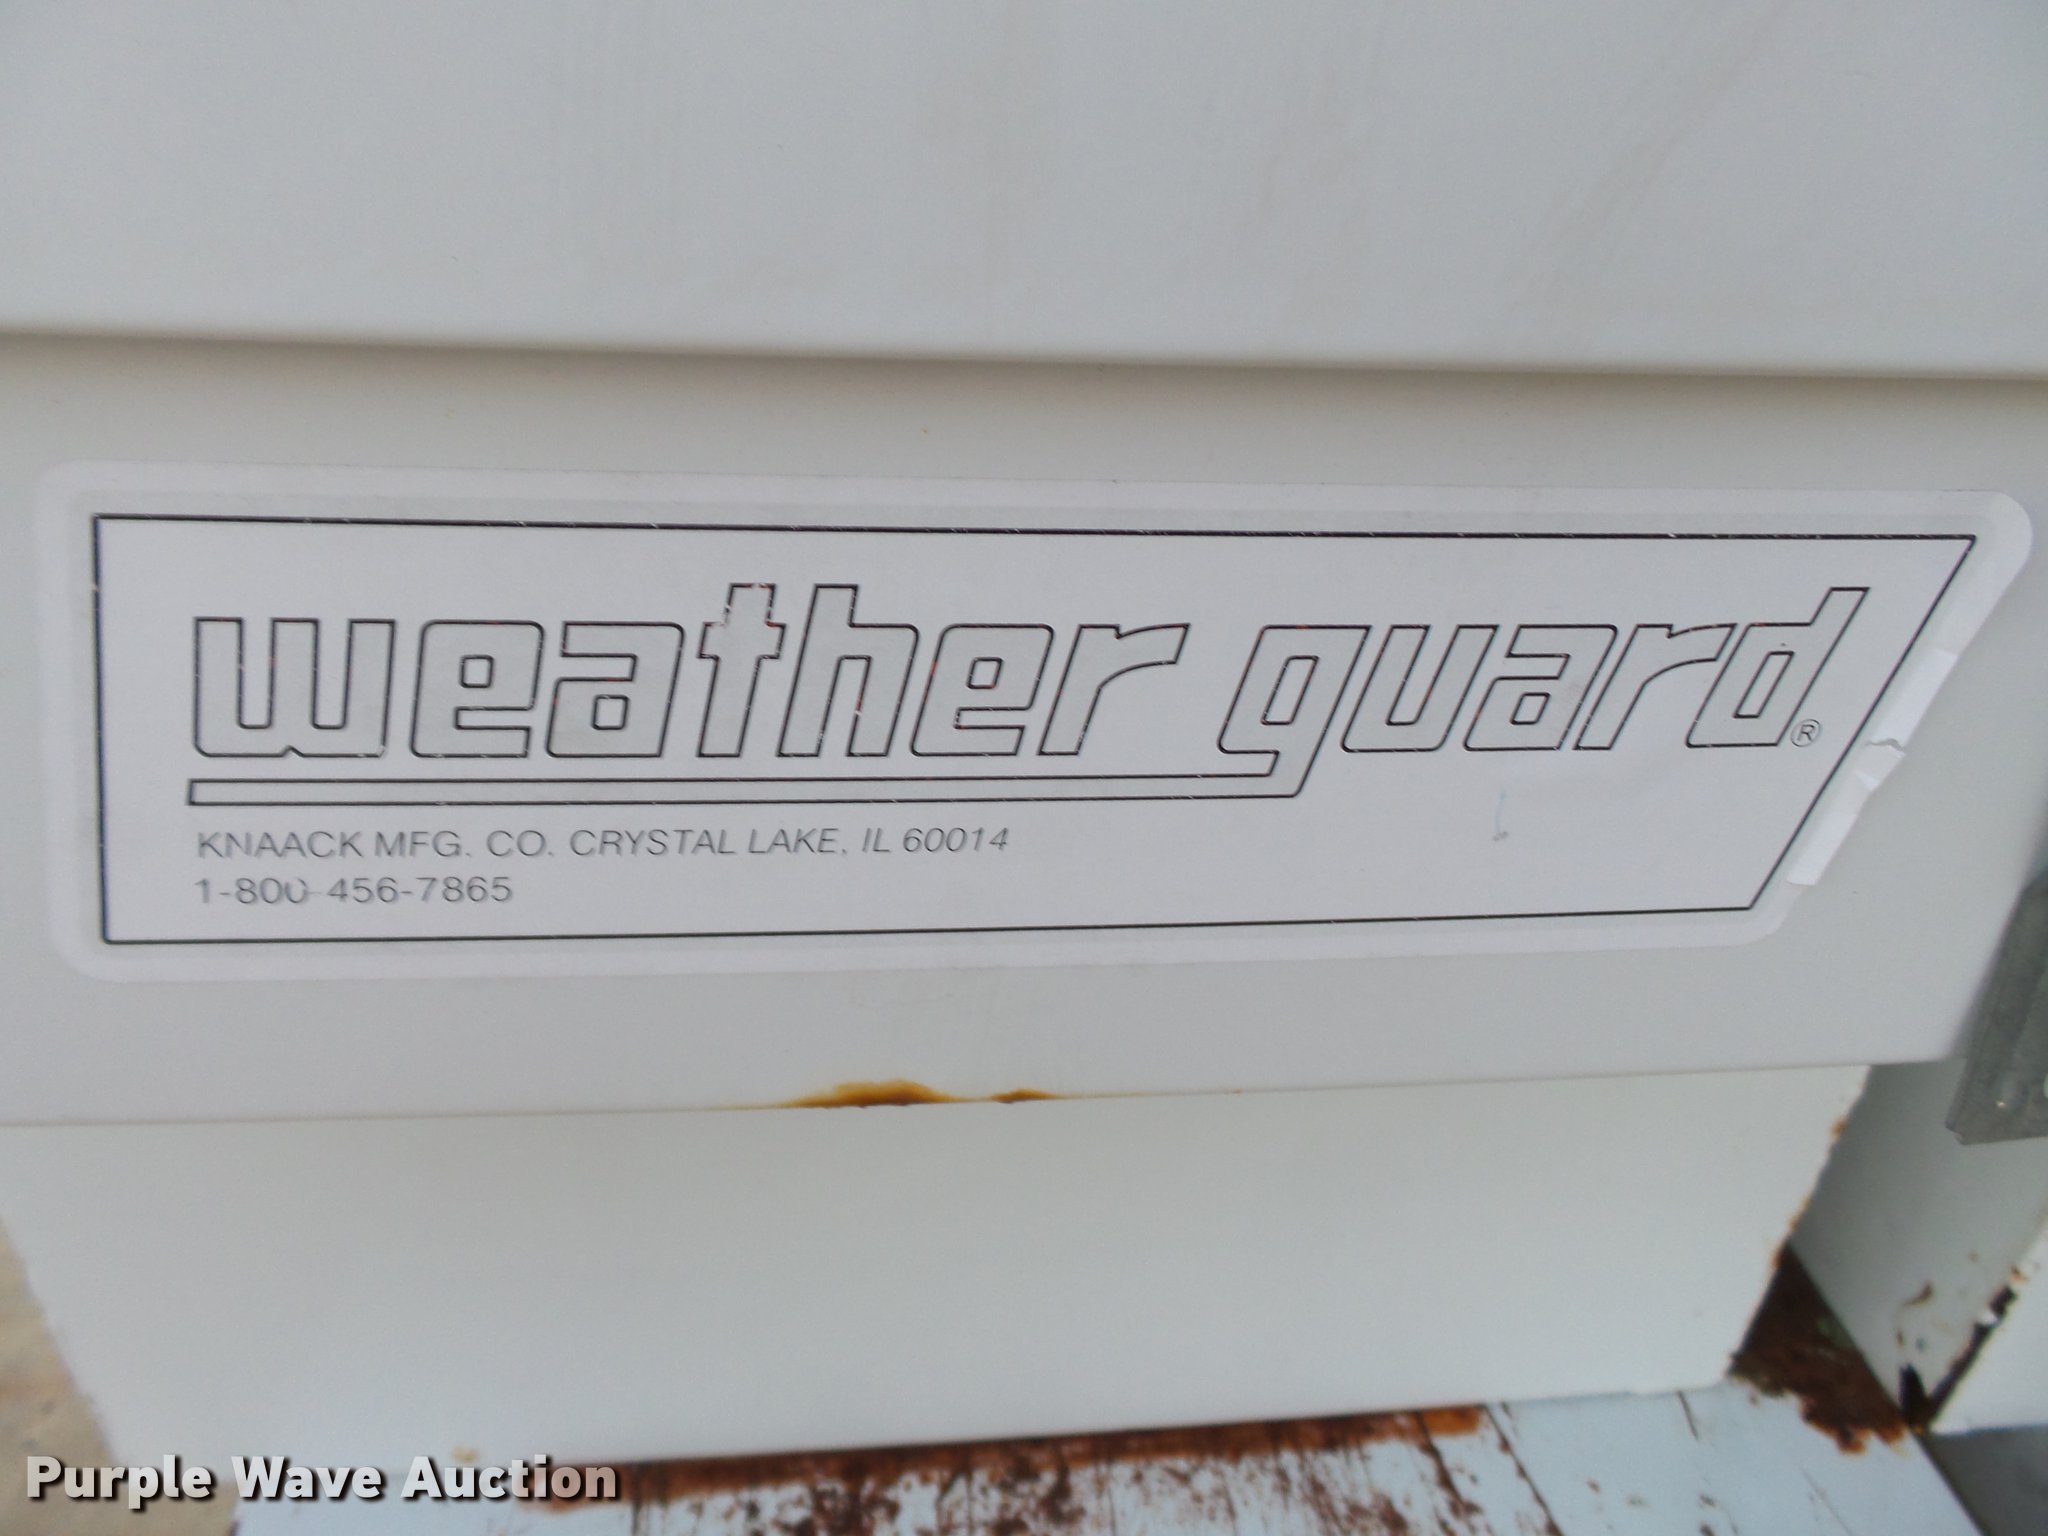 weather guard®
KNAACK MFG. CO. CRYSTAL LAKE, IL 60014
1-800-456-7865
Purple Wave Auction